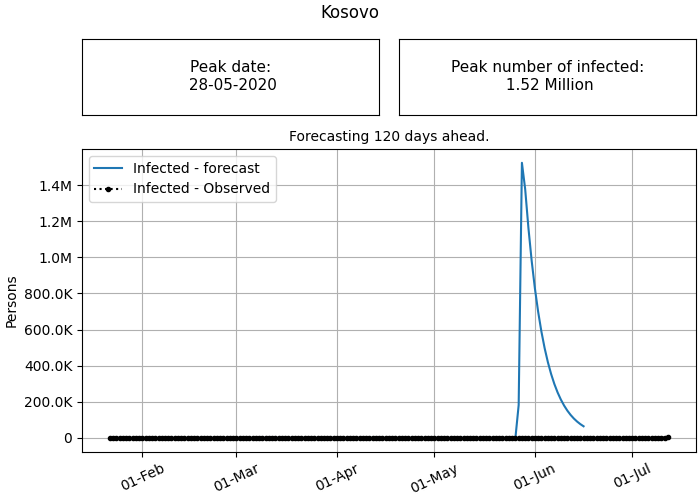 Kosovo
Peak date:
28-05-2020
Peak number of infected:
1.52 Million
Forecasting 120 days ahead.
Infected - forecast
Infected - Observed
1.4M
1.2M
1.0M
800.0K
600.0K
400.0K
200.0K
0
Persons
01-Feb
01-Mar
01-Apr
01-May
01-Jun
01-Jul